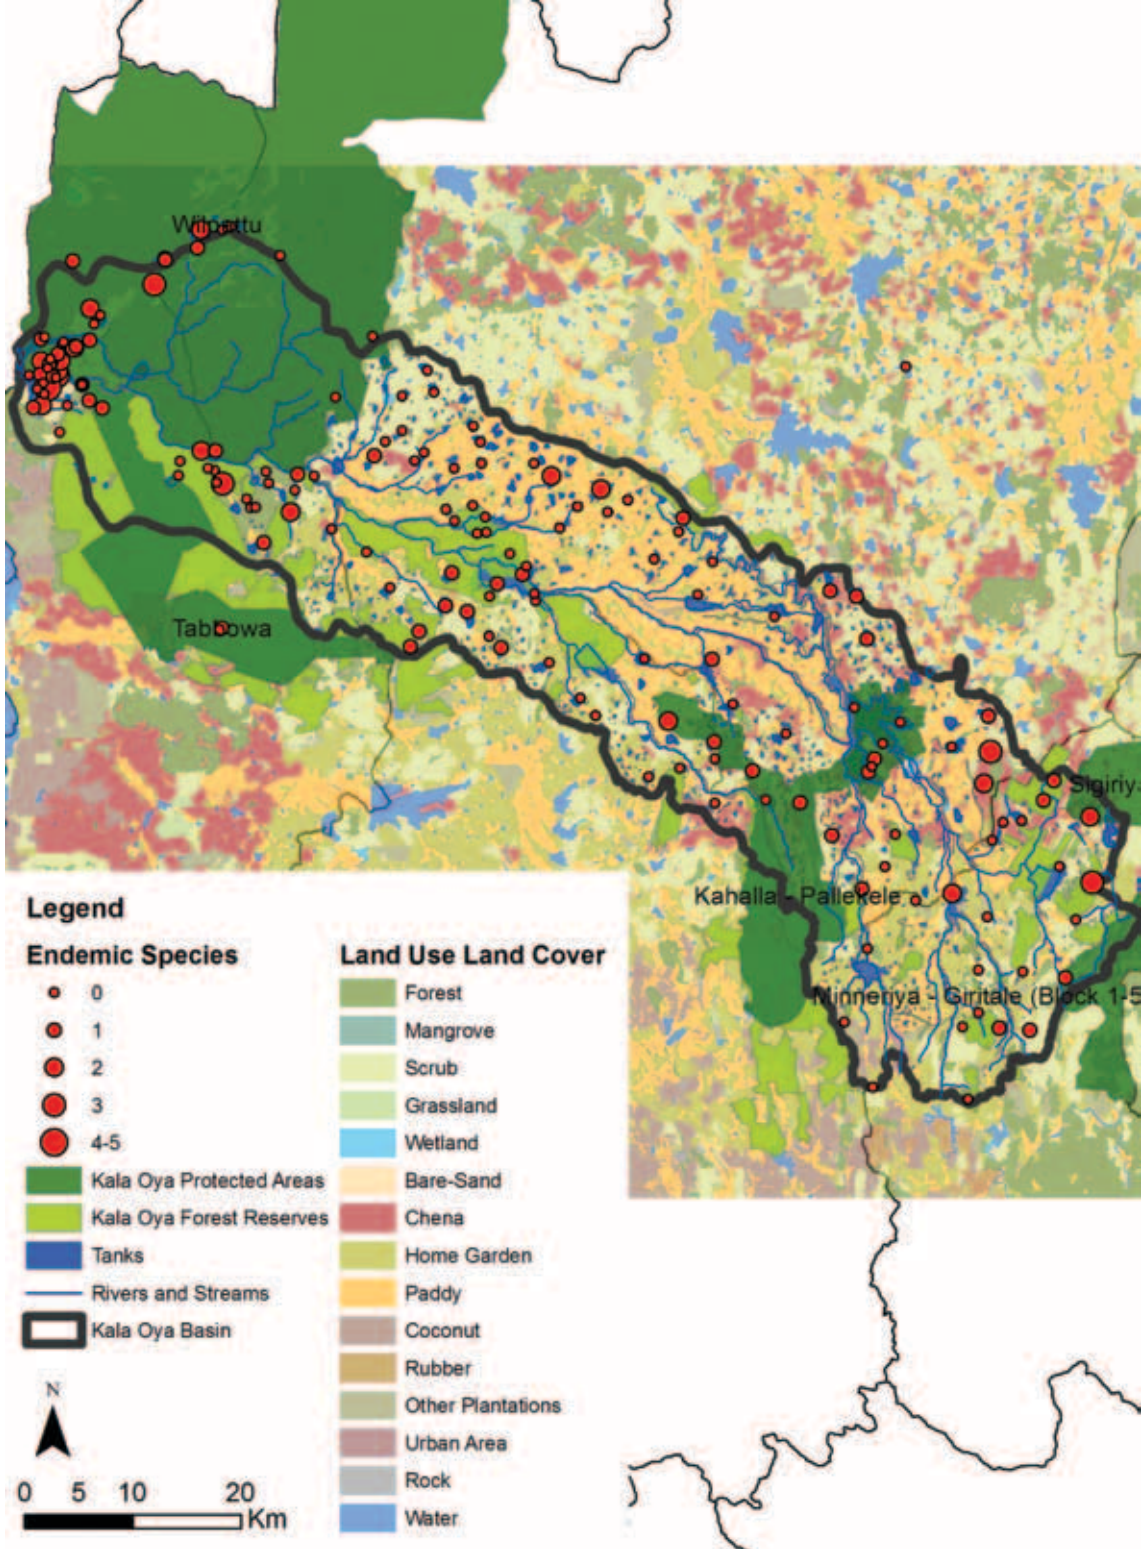 Wilpattu
Tabbowa
Sigiriy
Kahalla - Pallekele
Minneriya - Giritale (Block 1-5
Legend
Endemic Species
0
1
2
3
4-5
Kala Oya Protected Areas
Kala Oya Forest Reserves
Tanks
Rivers and Streams
Kala Oya Basin
Land Use Land Cover
Forest
Mangrove
Scrub
Grassland
Wetland
Bare-Sand
Chena
Home Garden
Paddy
Coconut
Rubber
Other Plantations
Urban Area
Rock
Water
N
0 5 10 20
Km